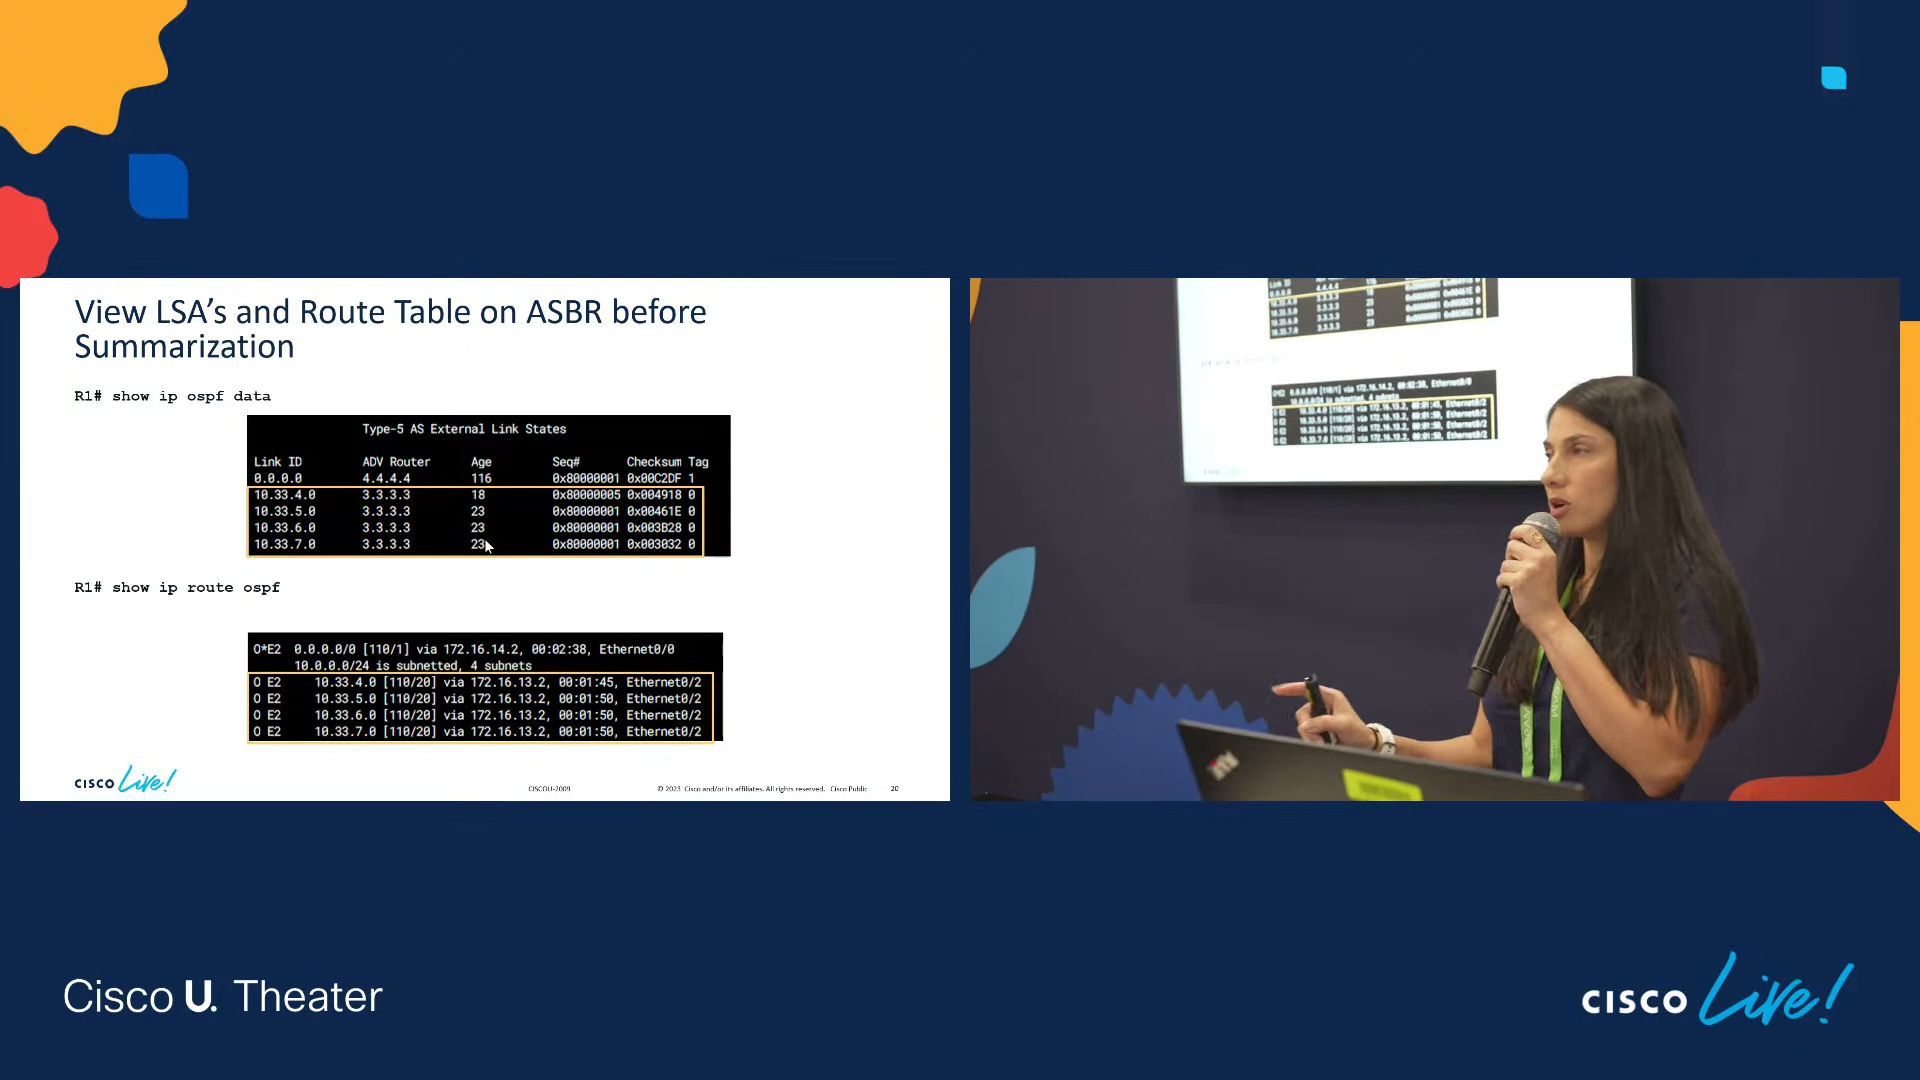 View LSA’s and Route Table on ASBR before
Summarization
R1# show ip ospf data
Type-5 AS External Link States
Link ID ADV Router Age Seq# Checksum Tag
0.0.0.0 4.4.4.4 116 0x80000001 0x00C2DF 1
10.33.4.0 3.3.3.3 18 0x80000005 0x004918 0
10.33.5.0 3.3.3.3 23 0x80000001 0x00461E 0
10.33.6.0 3.3.3.3 23 0x80000001 0x003B28 0
10.33.7.0 3.3.3.3 23 0x80000001 0x003032 0
R1# show ip route ospf
O*E2 0.0.0.0/0 [110/1] via 172.16.14.2, 00:02:38, Ethernet0/0
10.0.0.0/24 is subnetted, 4 subnets
O E2 10.33.4.0 [110/20] via 172.16.13.2, 00:01:45, Ethernet0/2
O E2 10.33.5.0 [110/20] via 172.16.13.2, 00:01:50, Ethernet0/2
O E2 10.33.6.0 [110/20] via 172.16.13.2, 00:01:50, Ethernet0/2
O E2 10.33.7.0 [110/20] via 172.16.13.2, 00:01:50, Ethernet0/2
CISCO Live!
CISCOU-2009
© 2023 Cisco and/or its affiliates. All rights reserved. Cisco Public
20
Cisco U. Theater
CISCO Live!